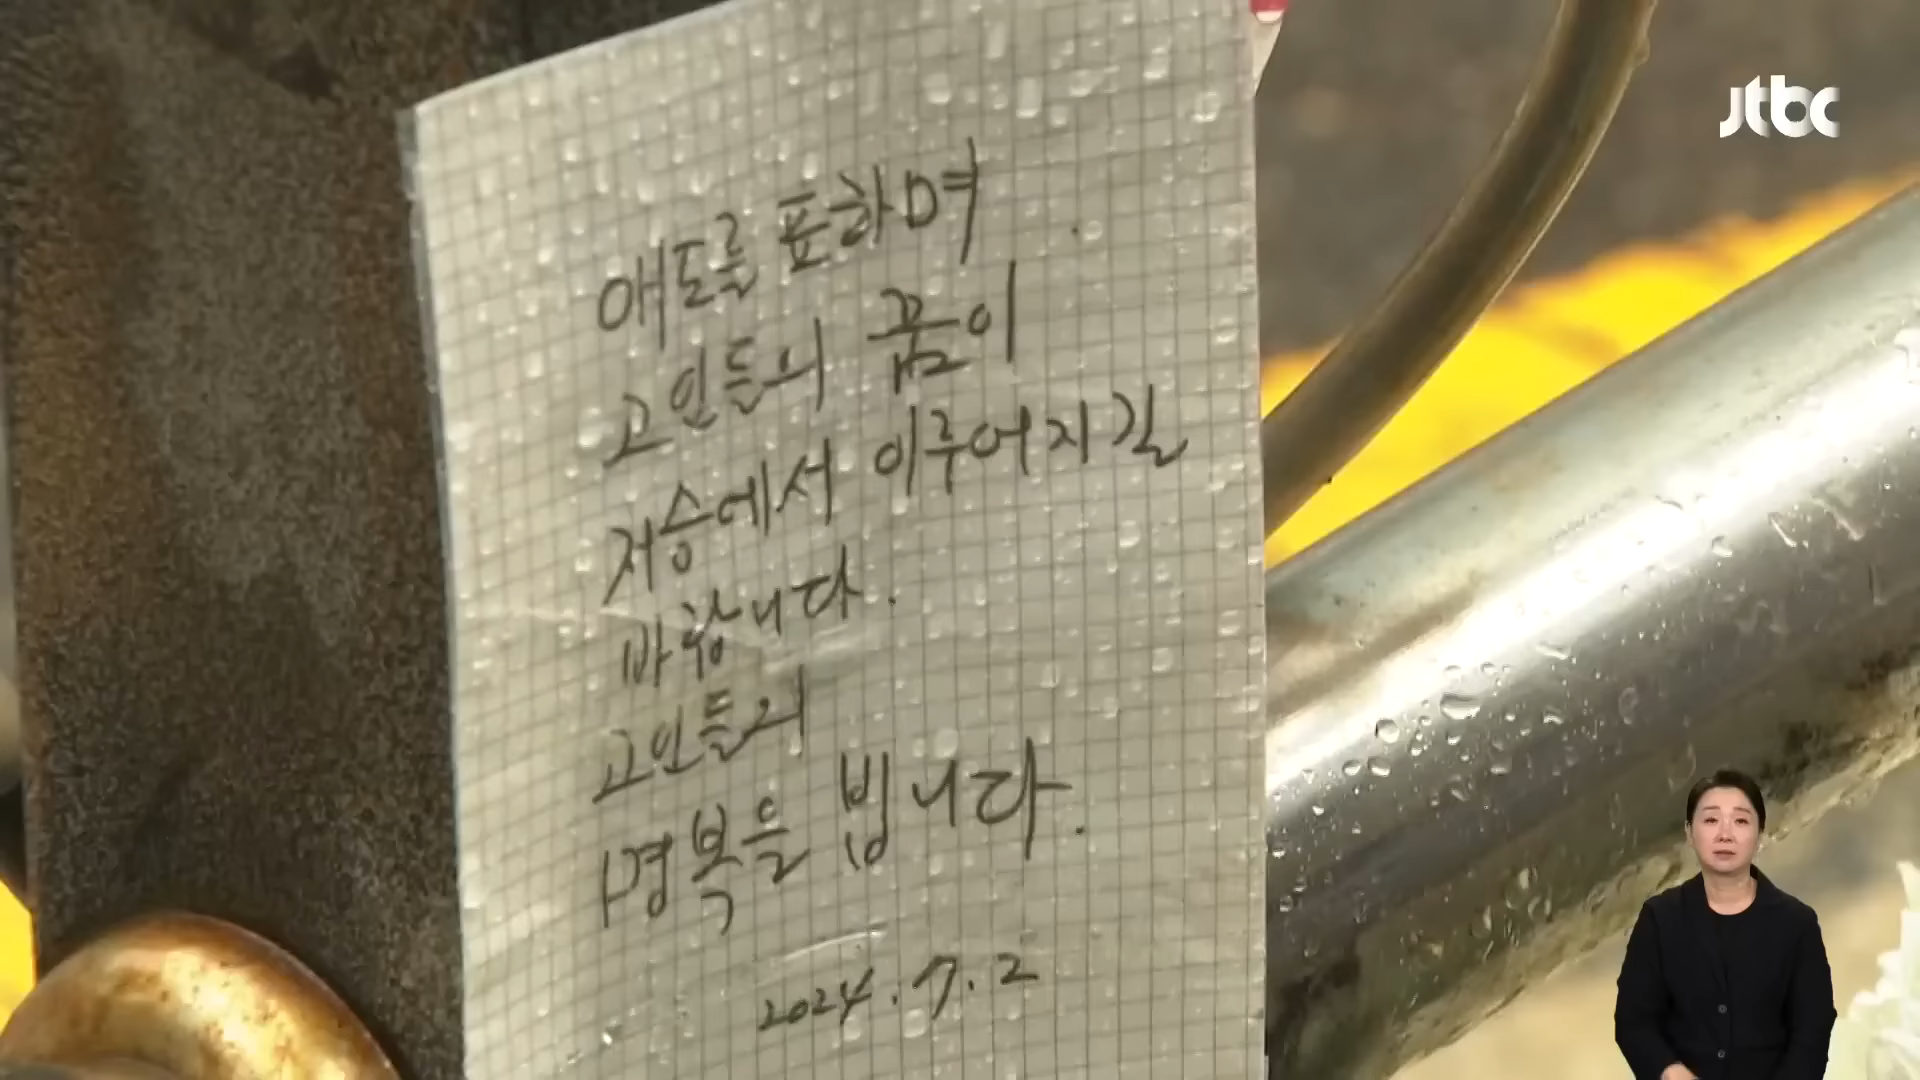 jtbc
애도를 표하며
고인들의 꿈이
저승에서 이루어지길
바랍니다.
고인들의
명복을 빕니다.
2024.7.2